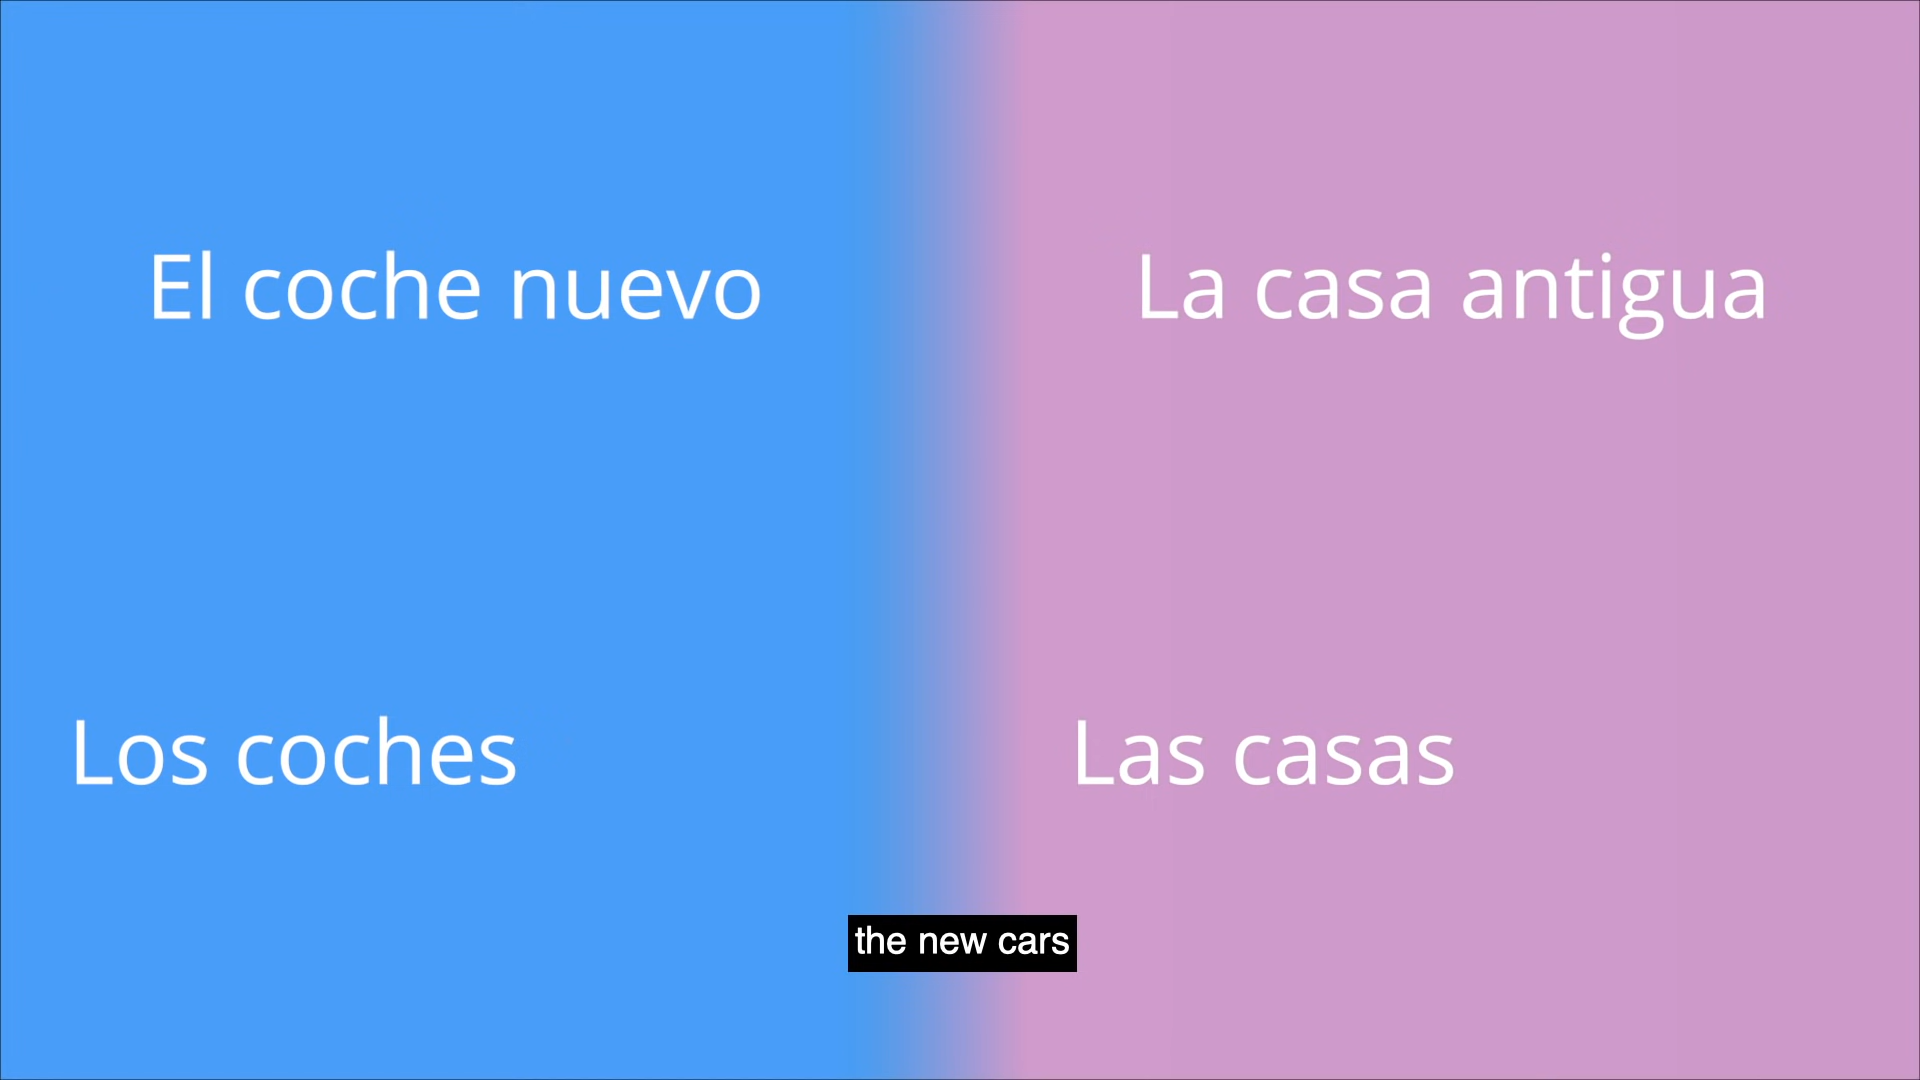 El coche nuevo
La casa antigua
Los coches
Las casas
the new cars